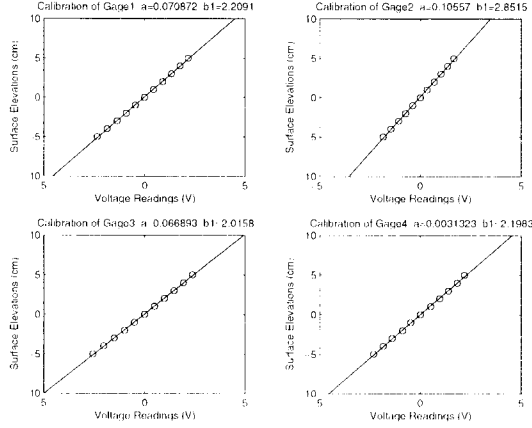 Calibration of Gage1 a=0.070872 b1=2.2091
10
5
0
-5
10
5
0
5
Surface Elevations (cm)
Voltage Readings (V)
Calibration of Gage2 a=0.10557 b1=2.8515
10
5
0
-5
10
5
0
5
Surface Elevations (cm)
Voltage Readings (V)
Calibration of Gage3 a 0.066893 b1 2.0158
10
5
0
-5
10
5
0
5
Surface Elevations (cm)
Voltage Readings (V)
Calibration of Gage4 a=0.0031323 b1 2.1983
10
5
0
-5
10
5
0
5
Surface Elevations (cm)
Voltage Readings (V)